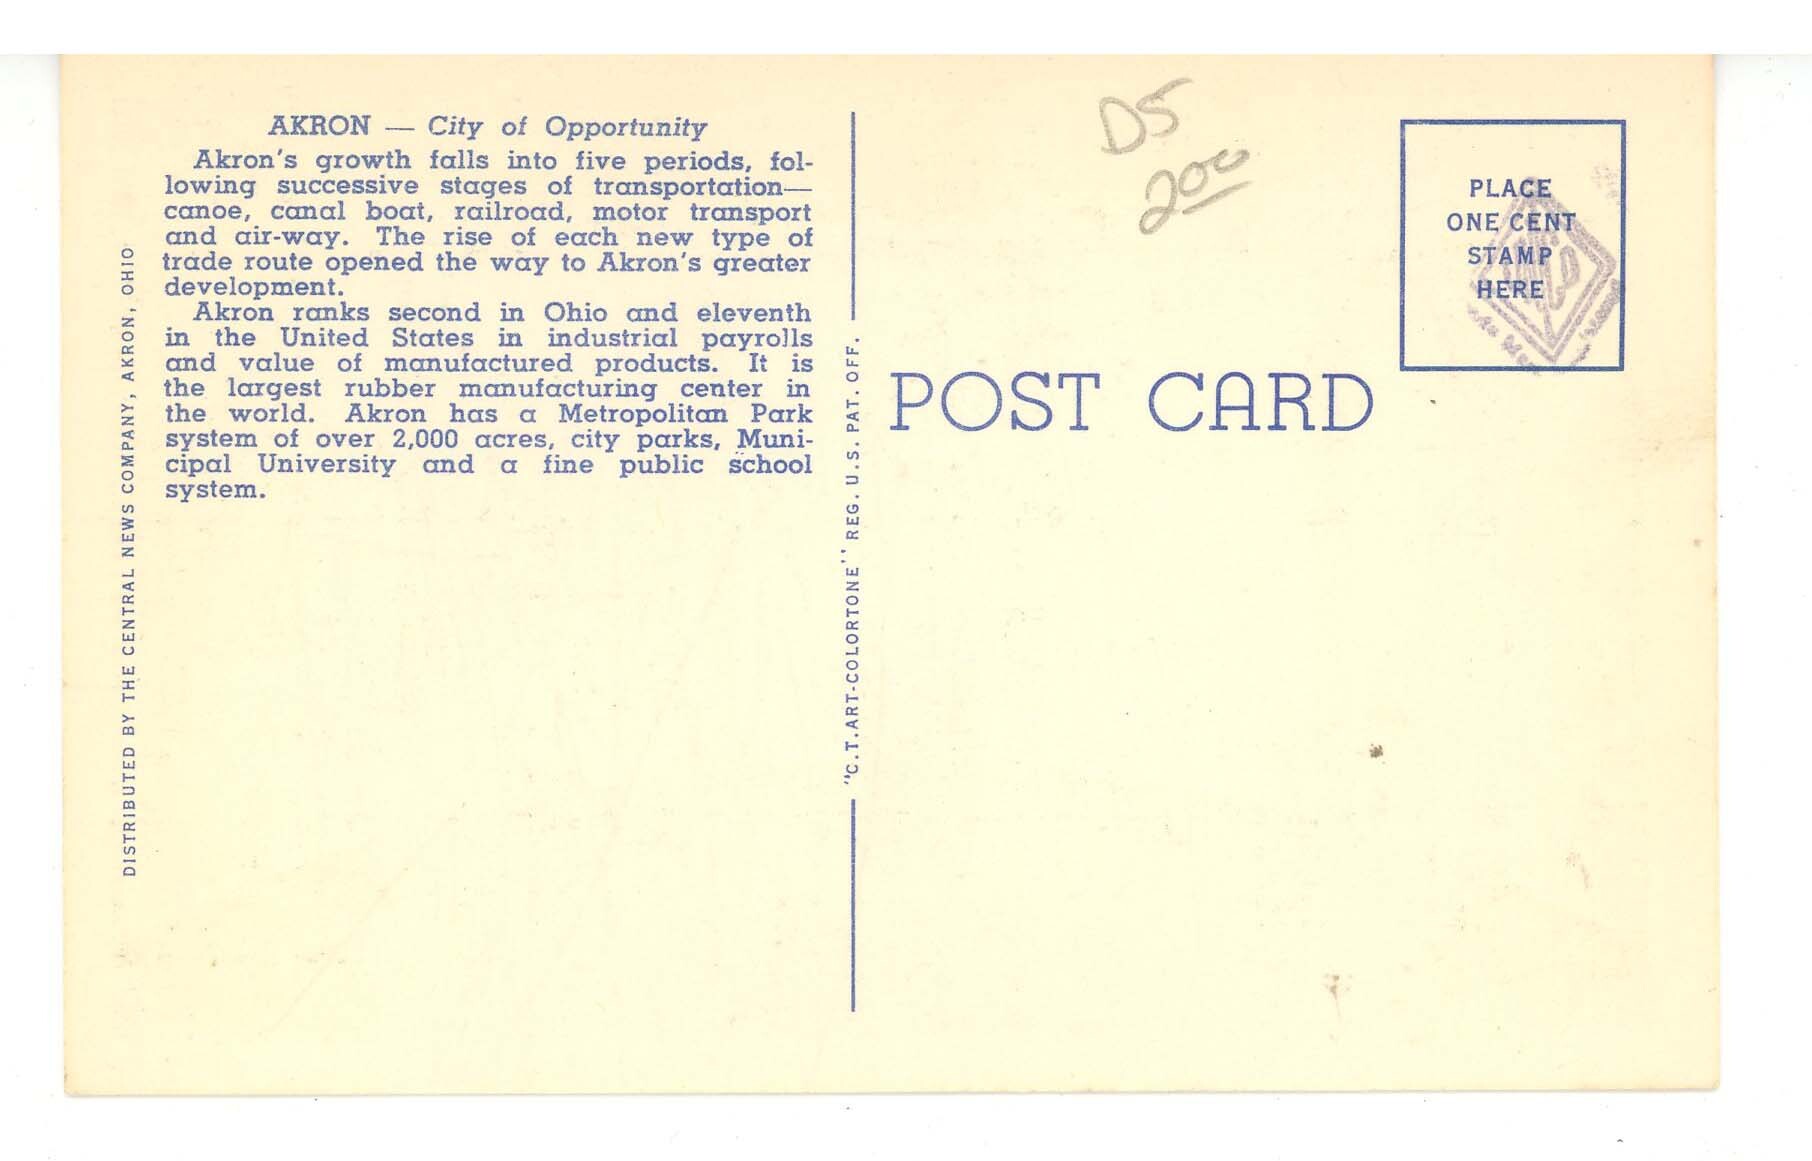 AKRON — City of Opportunity
Akron's growth falls into five periods, fol-
lowing successive stages of transportation—
canoe, canal boat, railroad, motor transport
and air-way. The rise of each new type of
trade route opened the way to Akron's greater
development.
Akron ranks second in Ohio and eleventh
in the United States in industrial payrolls
and value of manufactured products. It is
the largest rubber manufacturing center in
the world. Akron has a Metropolitan Park
system of over 2,000 acres, city parks, Muni-
cipal University and a fine public school
system.
DISTRIBUTED BY THE CENTRAL NEWS COMPANY, AKRON, OHIO
"C.T.ART-COLORTONE" REG. U.S. PAT. OFF.
POST CARD
D5
200
PLACE
ONE CENT
STAMP
HERE